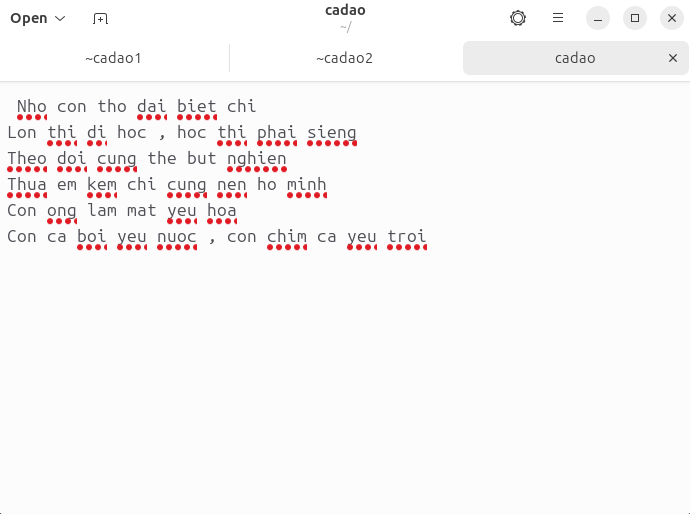 Open
cadao
~/
~cadao1
~cadao2
cadao
Nho con tho dai biet chi
Lon thi di hoc , hoc thi phai sieng
Theo doi cung the but nghien
Thua em kem chi cung nen ho minh
Con ong lam mat yeu hoa
Con ca boi yeu nuoc , con chim ca yeu troi